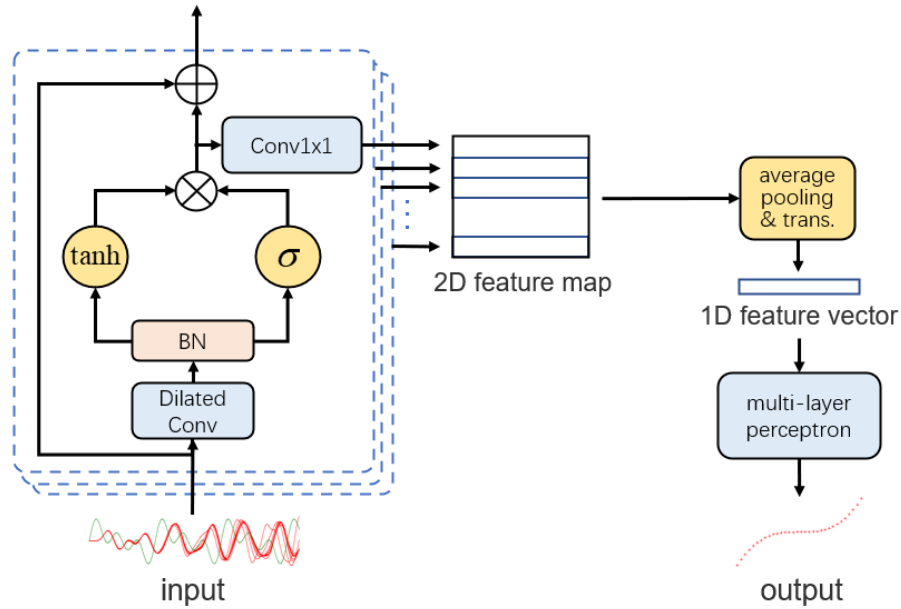 Conv1x1
tanh
σ
BN
Dilated
Conv
input
2D feature map
average
pooling
& trans.
1D feature vector
multi-layer
perceptron
output